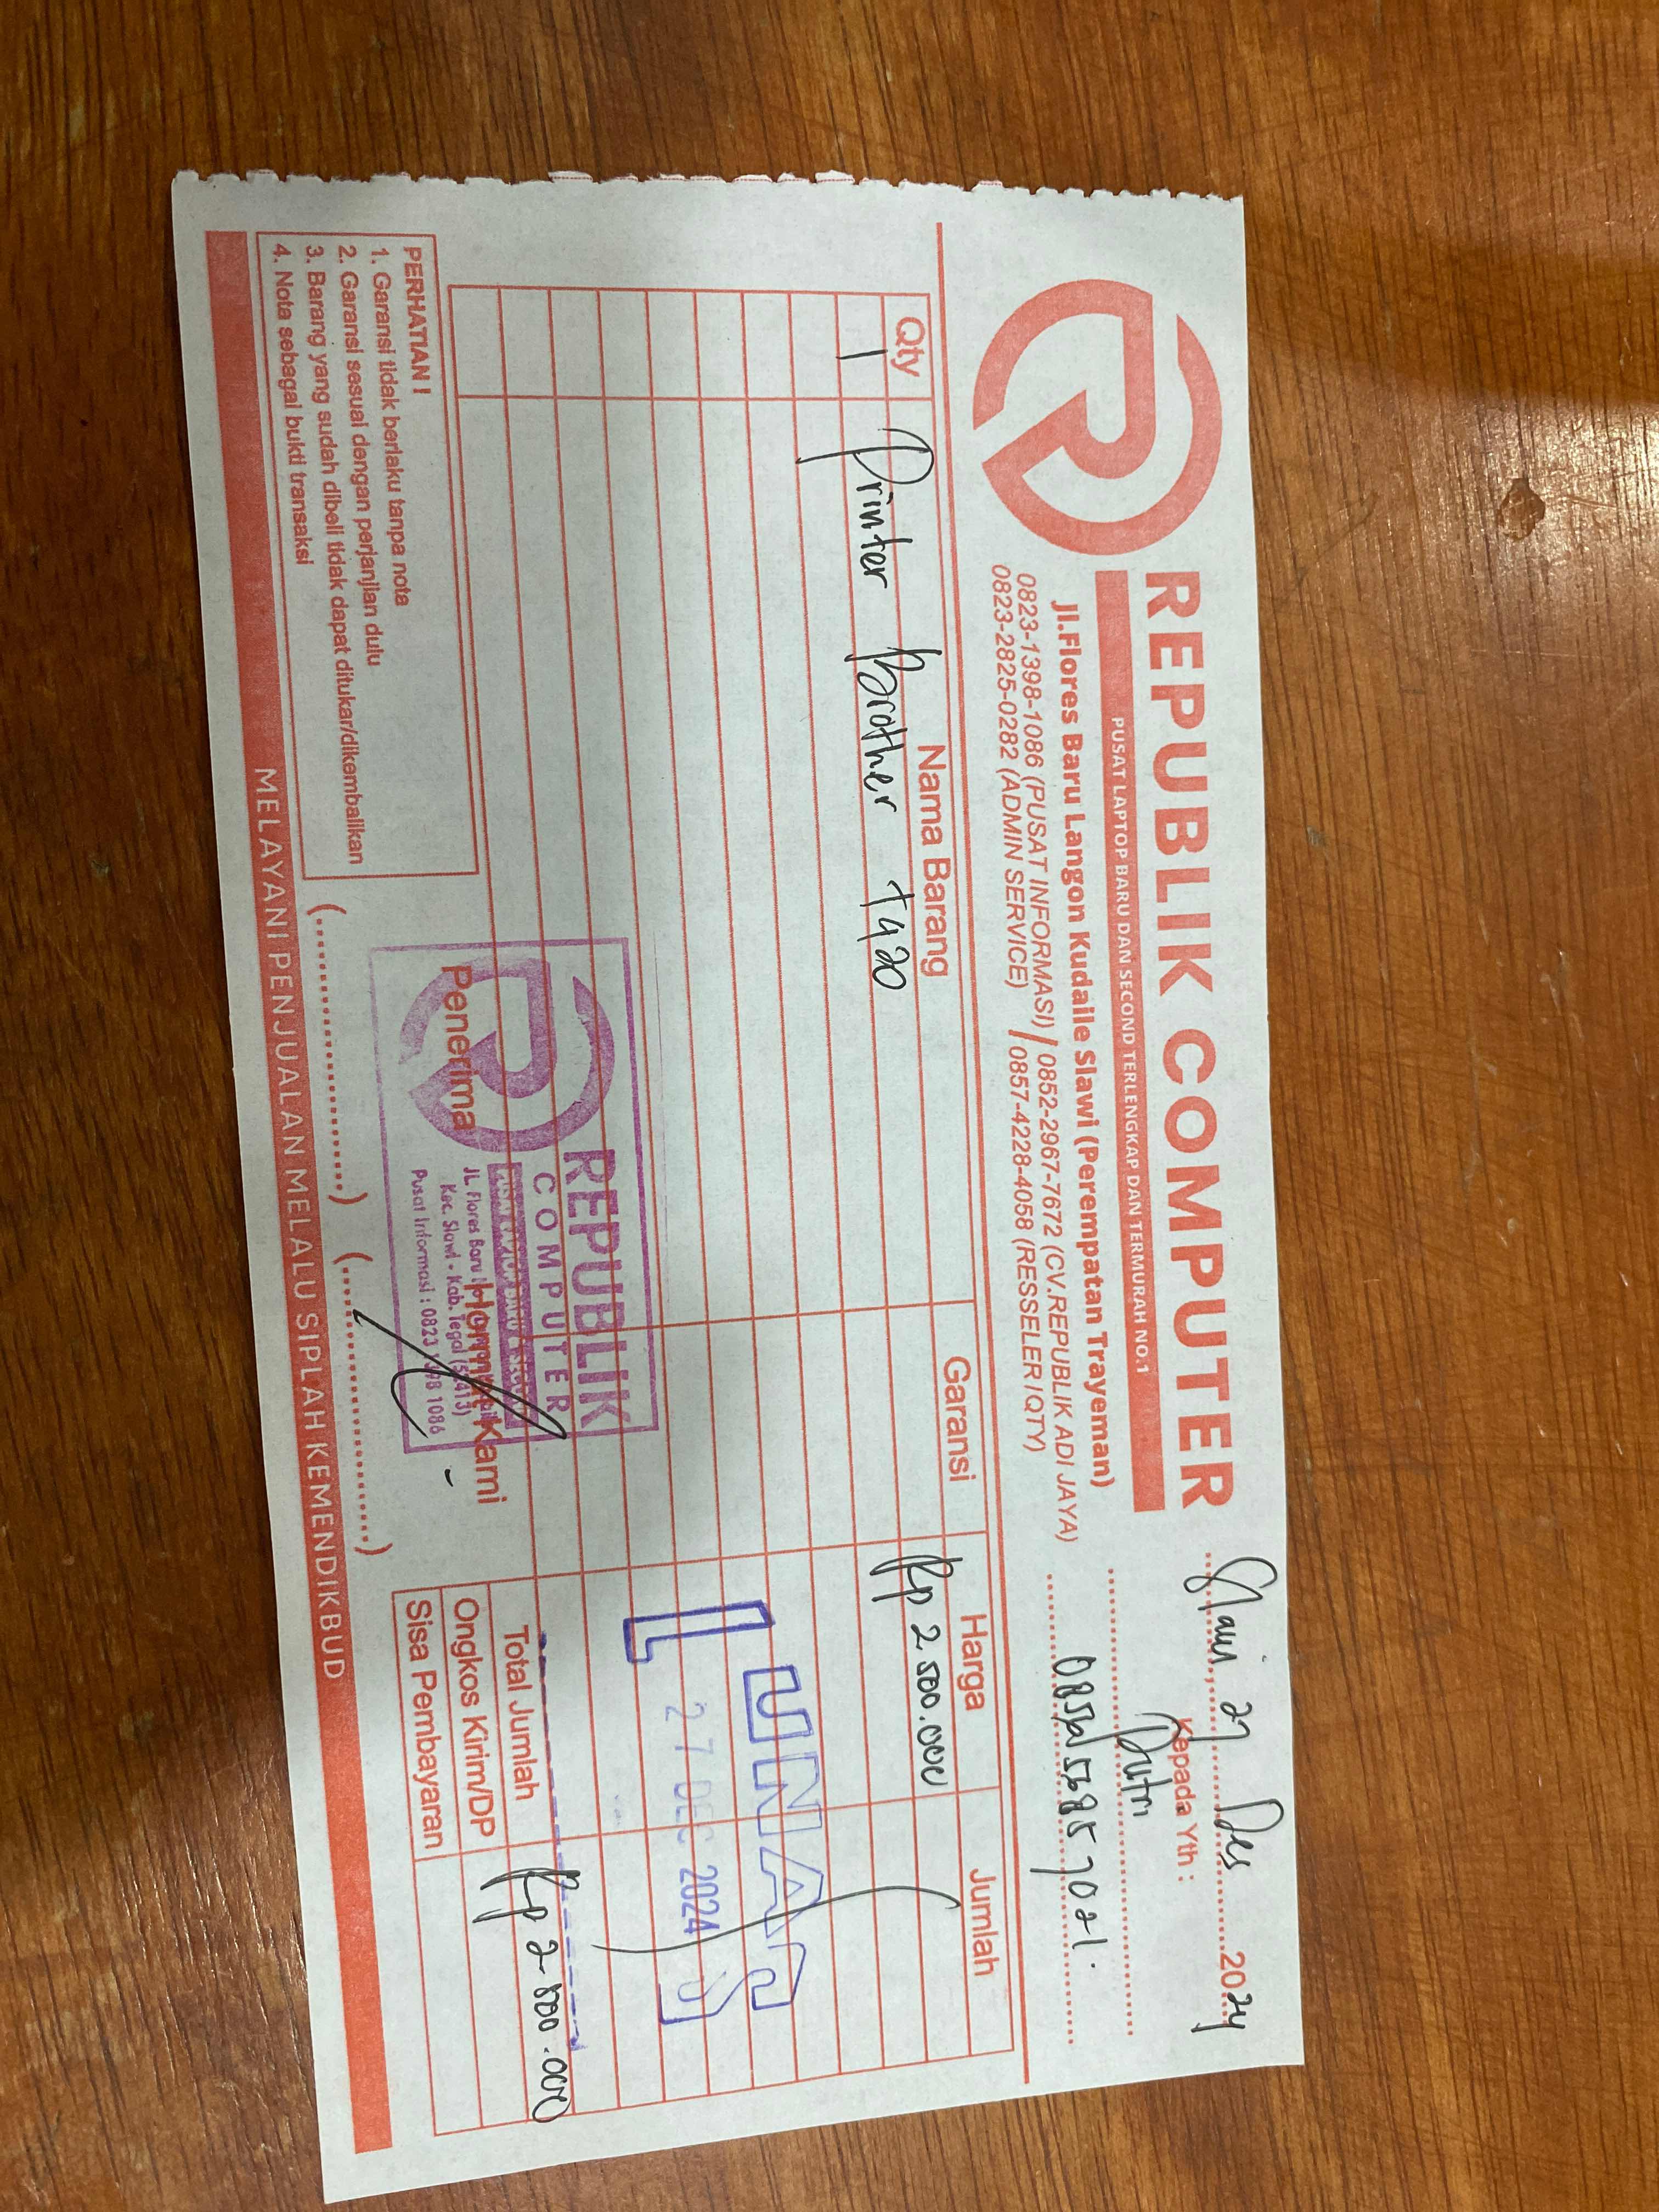 REPUBLIK COMPUTER
PUSAT LAPTOP BARU DAN SECOND TERLENGKAP DAN TERMURAH NO.1
Jl.Flores Baru Langon Kudaile Slawi (Perempatan Trayeman)
0823-1398-1086 (PUSAT INFORMASI) / 0852-2967-7672 (CV.REPUBLIK ADI JAYA)
0823-2825-0282 (ADMIN SERVICE) / 0857-4228-4058 (RESSELER/QTY)
Slawi, 27 Des 2024
Kepada Yth :
Putri
Qty Nama Barang Garansi Harga Jumlah
1 Printer Brother T420 Rp 2.500.000
LUNAS
27 DEC 2024
Total Jumlah Rp 2.500.000
Ongkos Kirim/DP
Sisa Pembayaran
PERHATIAN !
1. Garansi tidak berlaku tanpa nota
2. Garansi sesuai dengan perjanjian dulu
3. Barang yang sudah dibeli tidak dapat ditukar/dikembalikan
4. Nota sebagai bukti transaksi
Penerima
Hormat Kami
REPUBLIK
COMPUTER
JL. Flores Baru
Kec. Slawi - Kab. Tegal (52413)
Pusat Informasi : 0823 1398 1086
(....................) (....................)
MELAYANI PENJUALAN MELALUI SIPLAH KEMENDIKBUD